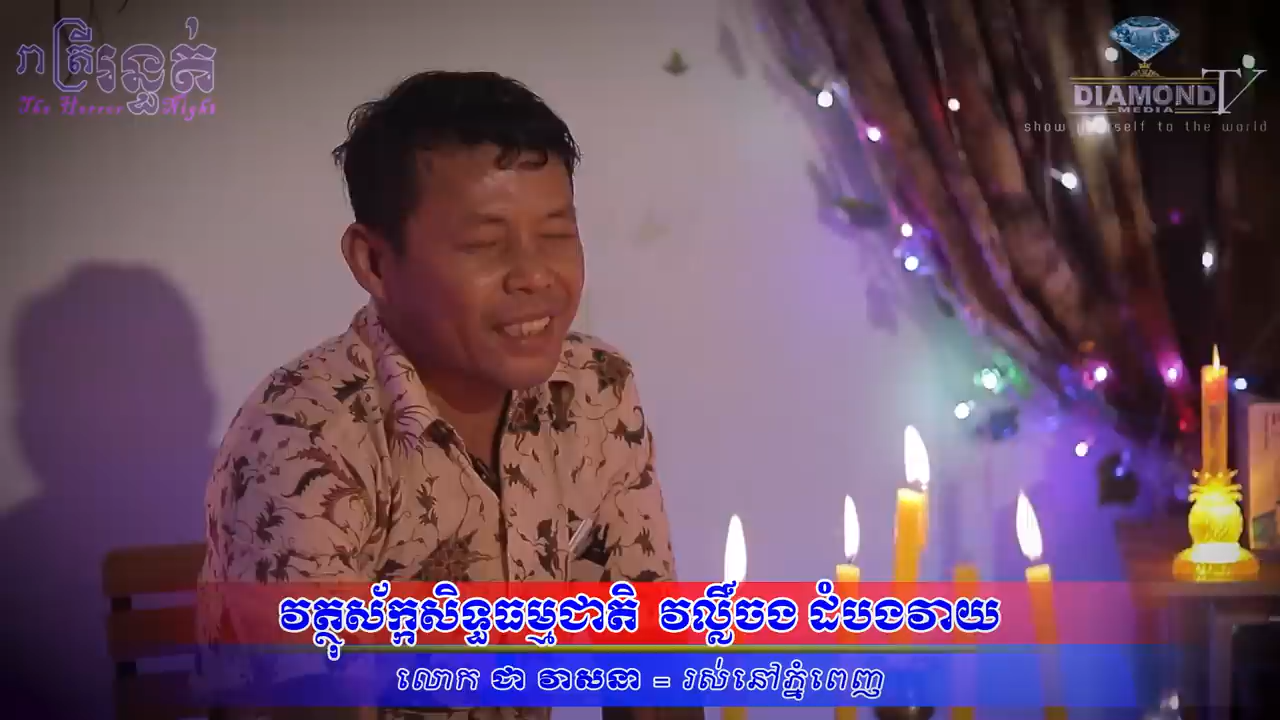 រាត្រីរន្ធត់
The Horror Night
DIAMOND TV
MEDIA
show yourself to the world
វត្ថុស័ក្កសិទ្ធធម្មជាតិ វល្លិ៍ចង ដំបងវាយ
លោក ជា វាសនា = រស់នៅភ្នំពេញ